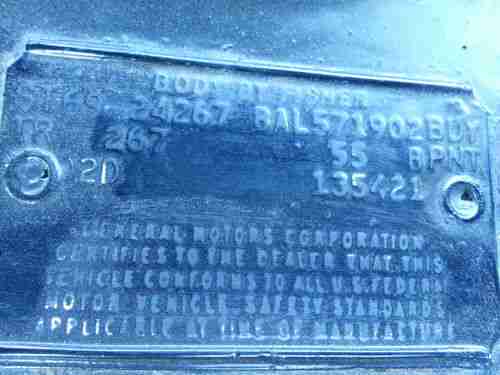 BODY BY FISHER
ST 69 24267 BAL571902 BDY
TR 267 55 BPNT
12D 135421
GENERAL MOTORS CORPORATION
CERTIFIES TO THE DEALER THAT THIS
VEHICLE CONFORMS TO ALL U.S. FEDERAL
MOTOR VEHICLE SAFETY STANDARDS
APPLICABLE AT TIME OF MANUFACTURE